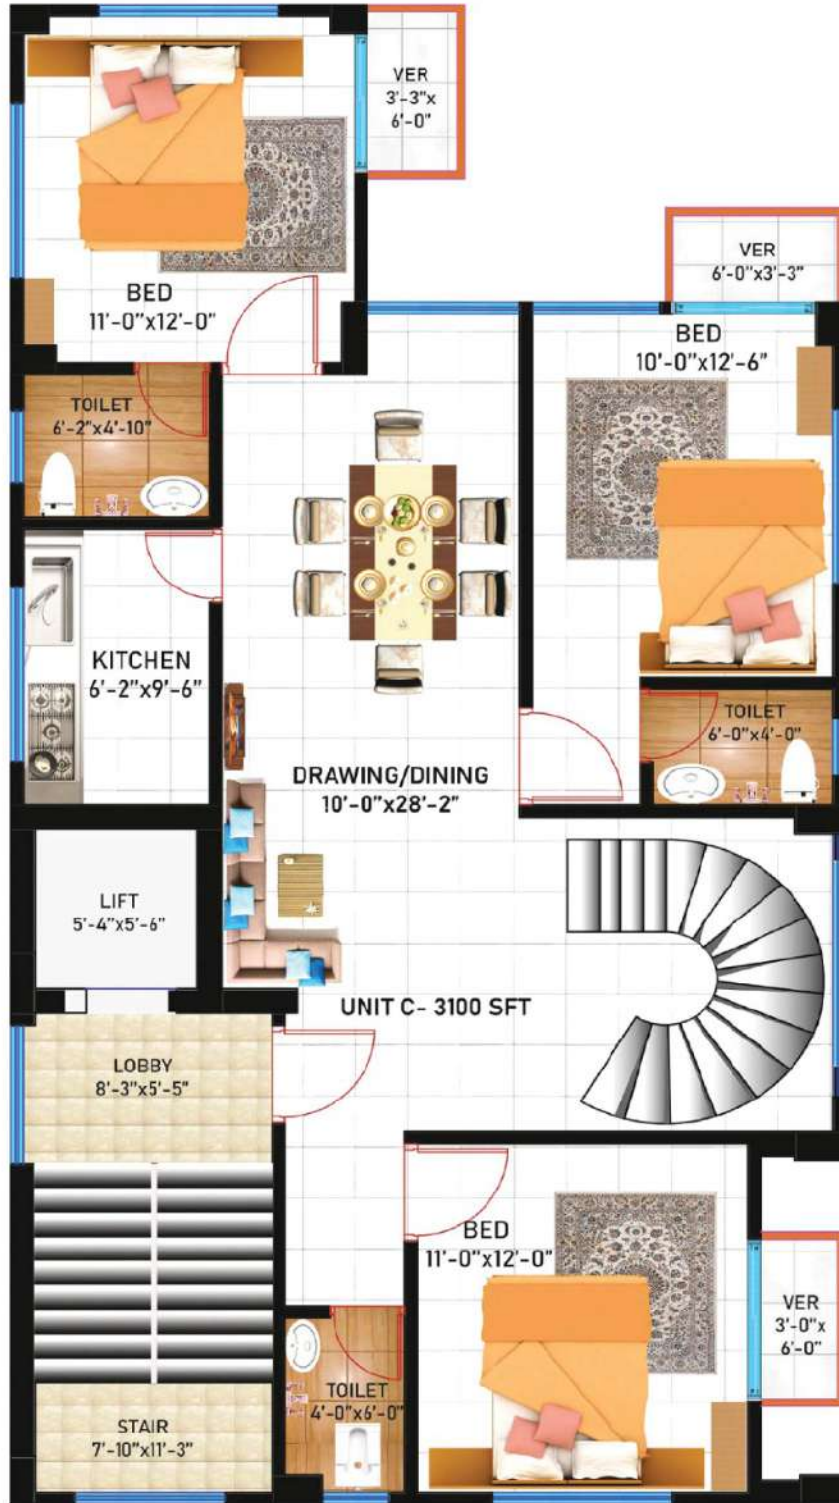 VER
3'-3"x
6'-0"
VER
6'-0"x3'-3"
BED
11'-0"x12'-0"
BED
10'-0"x12'-6"
TOILET
6'-2"x4'-10"
KITCHEN
6'-2"x9'-6"
TOILET
6'-0"x4'-0"
DRAWING/DINING
10'-0"x28'-2"
LIFT
5'-4"x5'-6"
UNIT C- 3100 SFT
LOBBY
8'-3"x5'-5"
BED
11'-0"x12'-0"
VER
3'-0"x
6'-0"
TOILET
4'-0"x6'-0"
STAIR
7'-10"x11'-3"